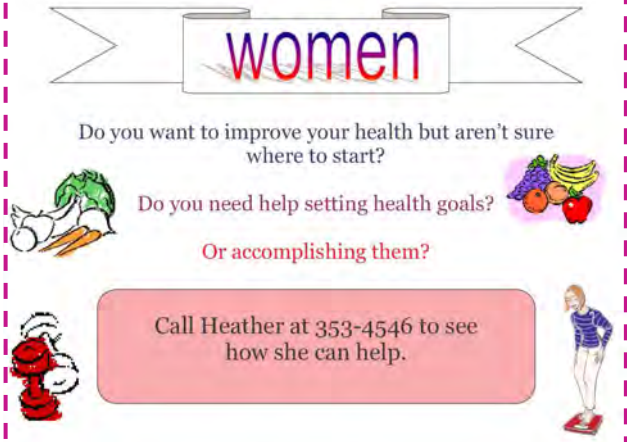 women
Do you want to improve your health but aren't sure
where to start?
Do you need help setting health goals?
Or accomplishing them?
Call Heather at 353-4546 to see
how she can help.